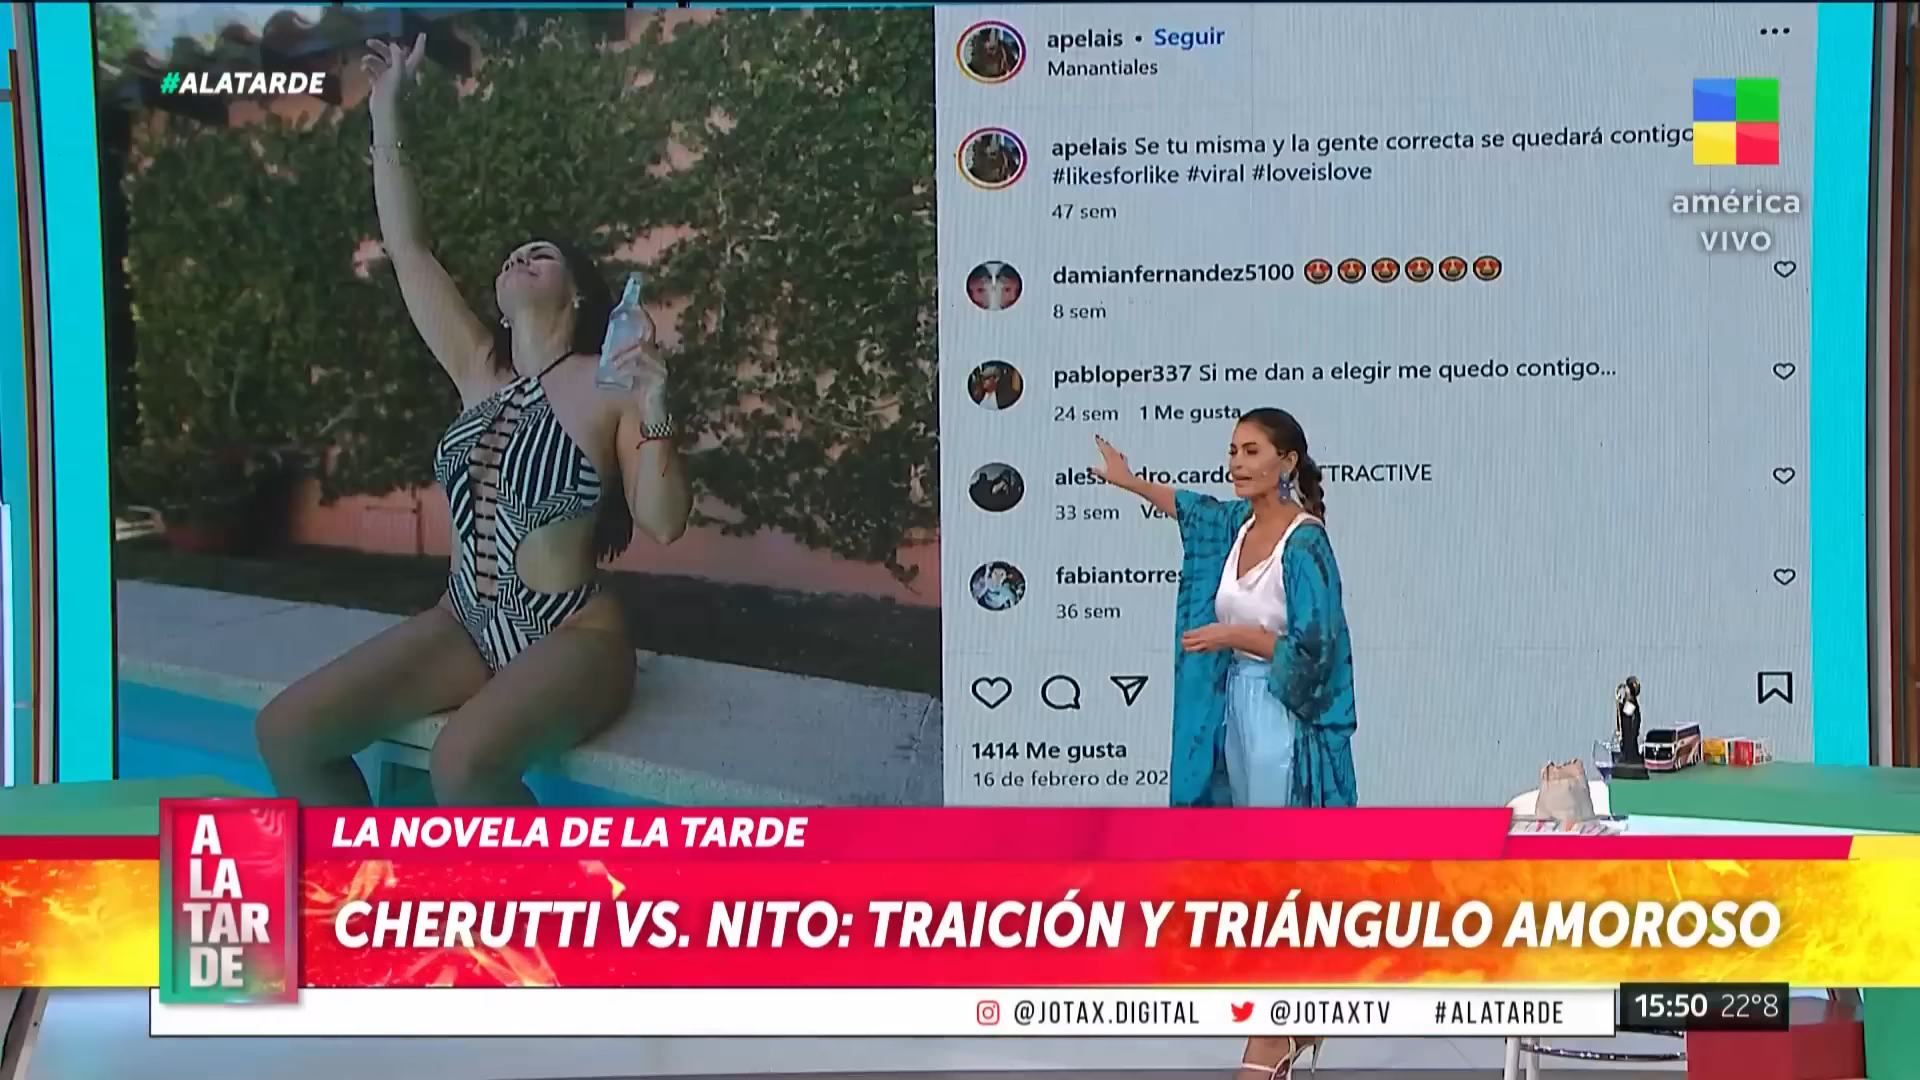 #ALATARDE
apelais • Seguir
Manantiales
apelais Se tu misma y la gente correcta se quedará contigo
#likesforlike #viral #loveislove
47 sem
américa
VIVO
damianfernandez5100
8 sem
pabloper337 Si me dan a elegir me quedo contigo...
24 sem 1 Me gusta
TRACTIVE
33 sem
fabiantorres
36 sem
1414 Me gusta
16 de febrero de 202
A
LA
TAR
DE
LA NOVELA DE LA TARDE
CHERUTTI VS. NITO: TRAICIÓN Y TRIÁNGULO AMOROSO
@JOTAX.DIGITAL @JOTAXTV #ALATARDE
15:50 22°8